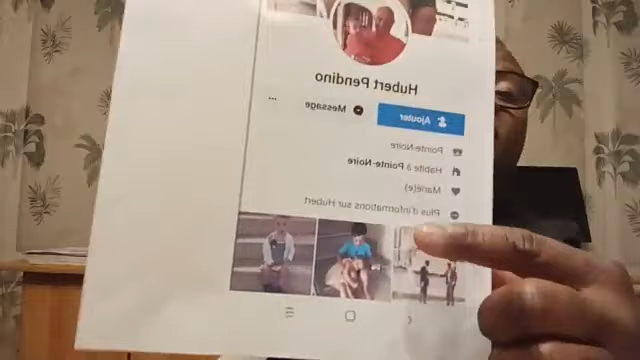 Hubert Pendino
Ajouter
Message
...
Pointe-Noire
Habite à Pointe-Noire
Marié(e)
Plus d'informations sur Hubert